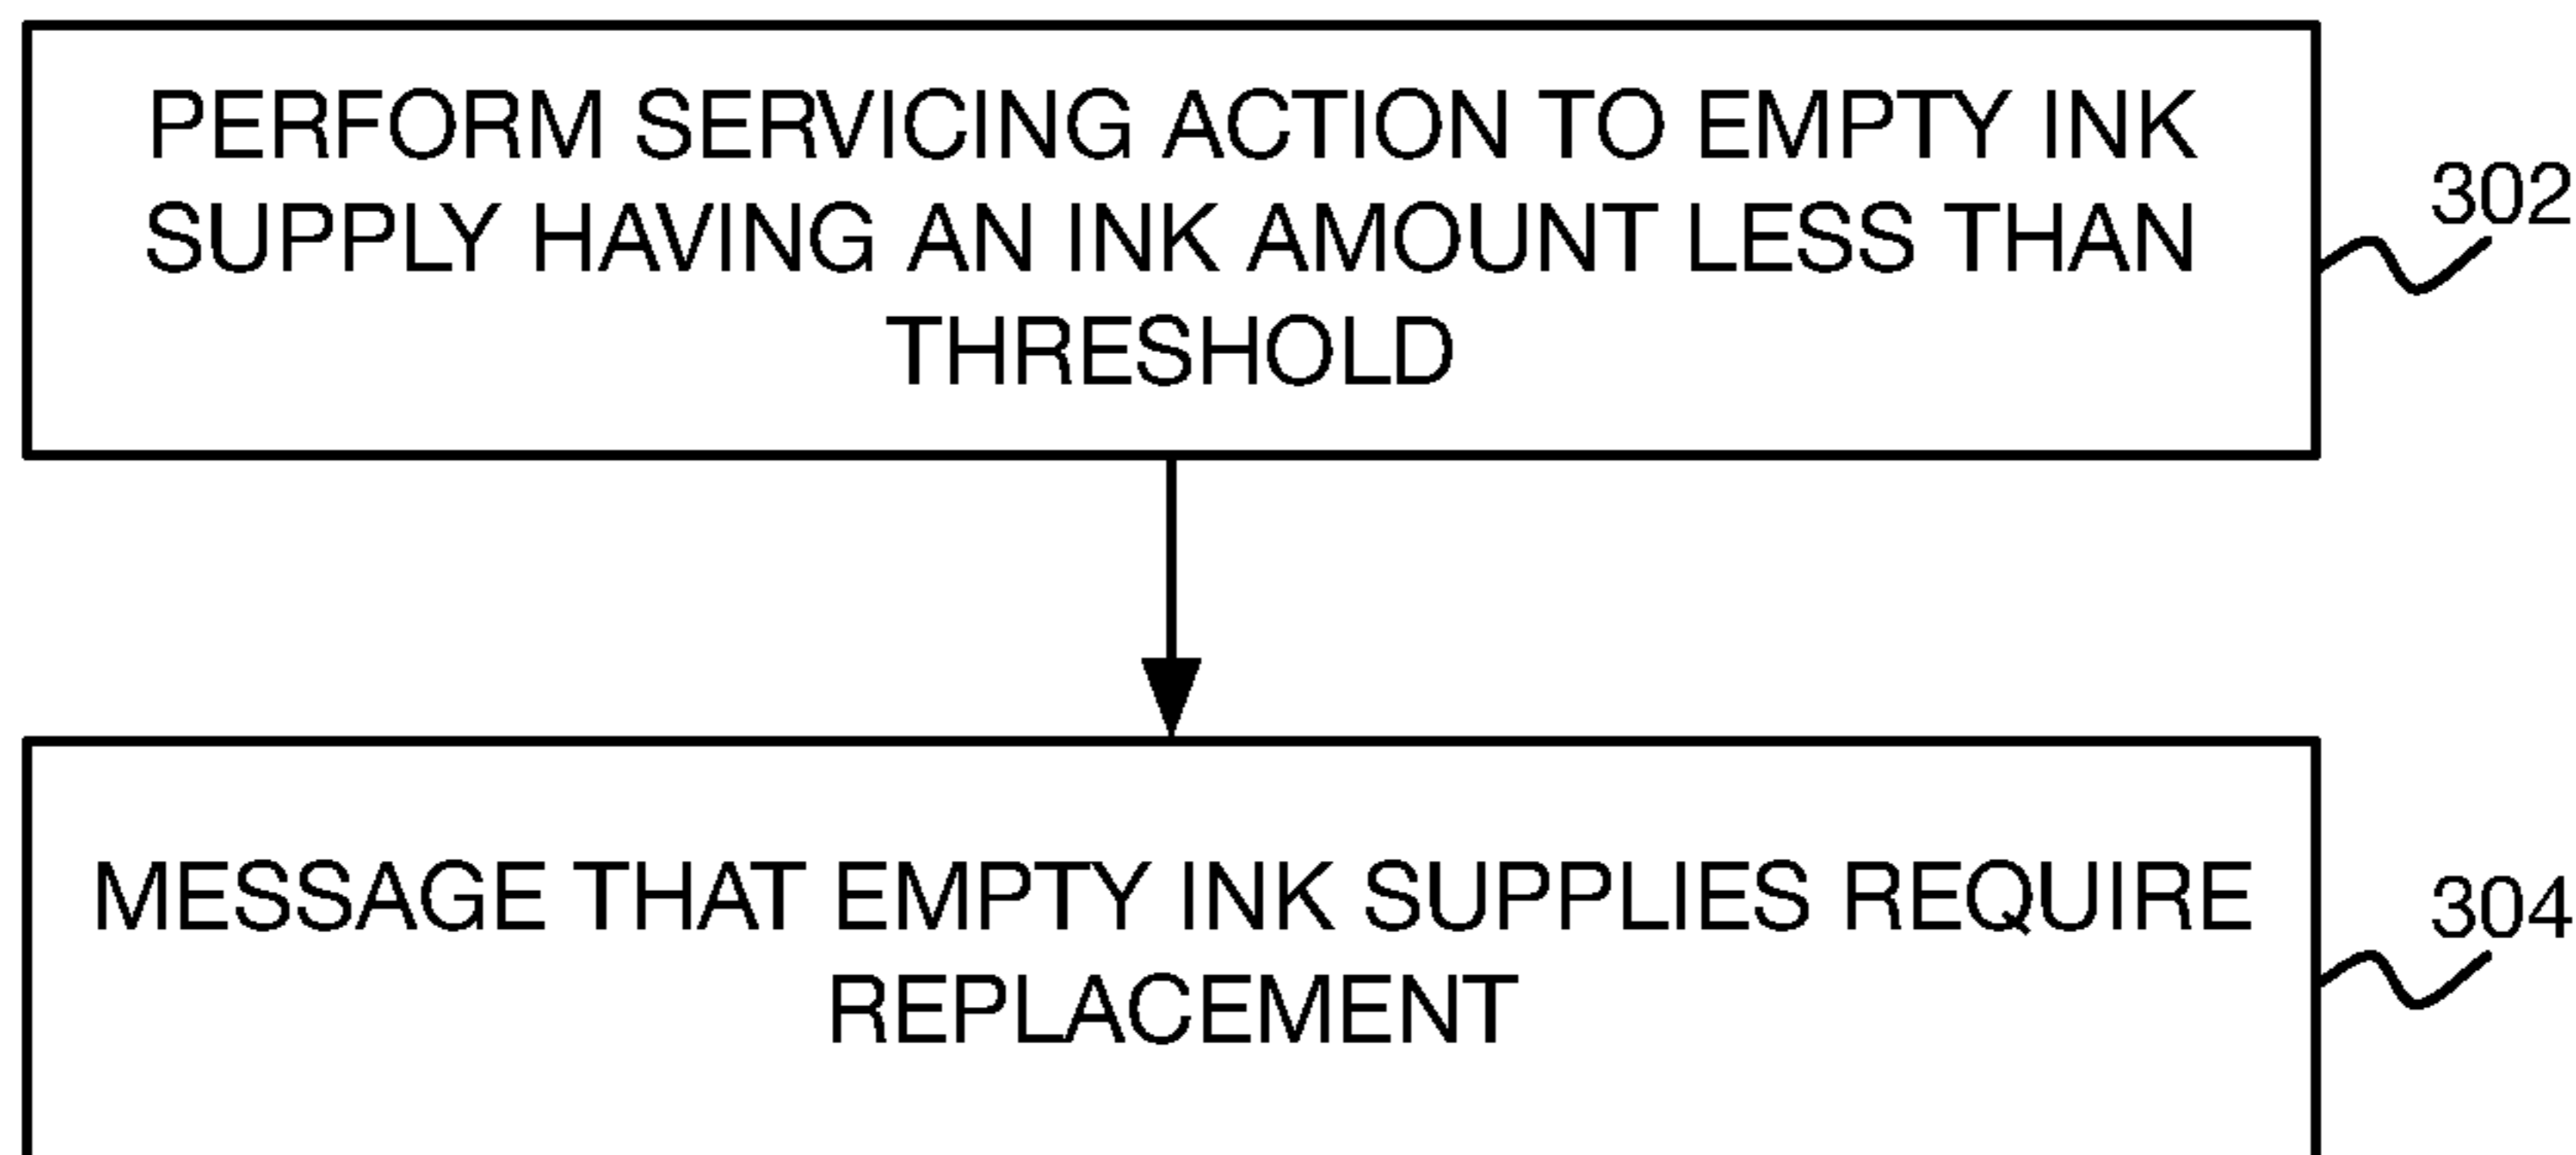 PERFORM SERVICING ACTION TO EMPTY INK
SUPPLY HAVING AN INK AMOUNT LESS THAN
THRESHOLD
302
MESSAGE THAT EMPTY INK SUPPLIES REQUIRE
REPLACEMENT
304